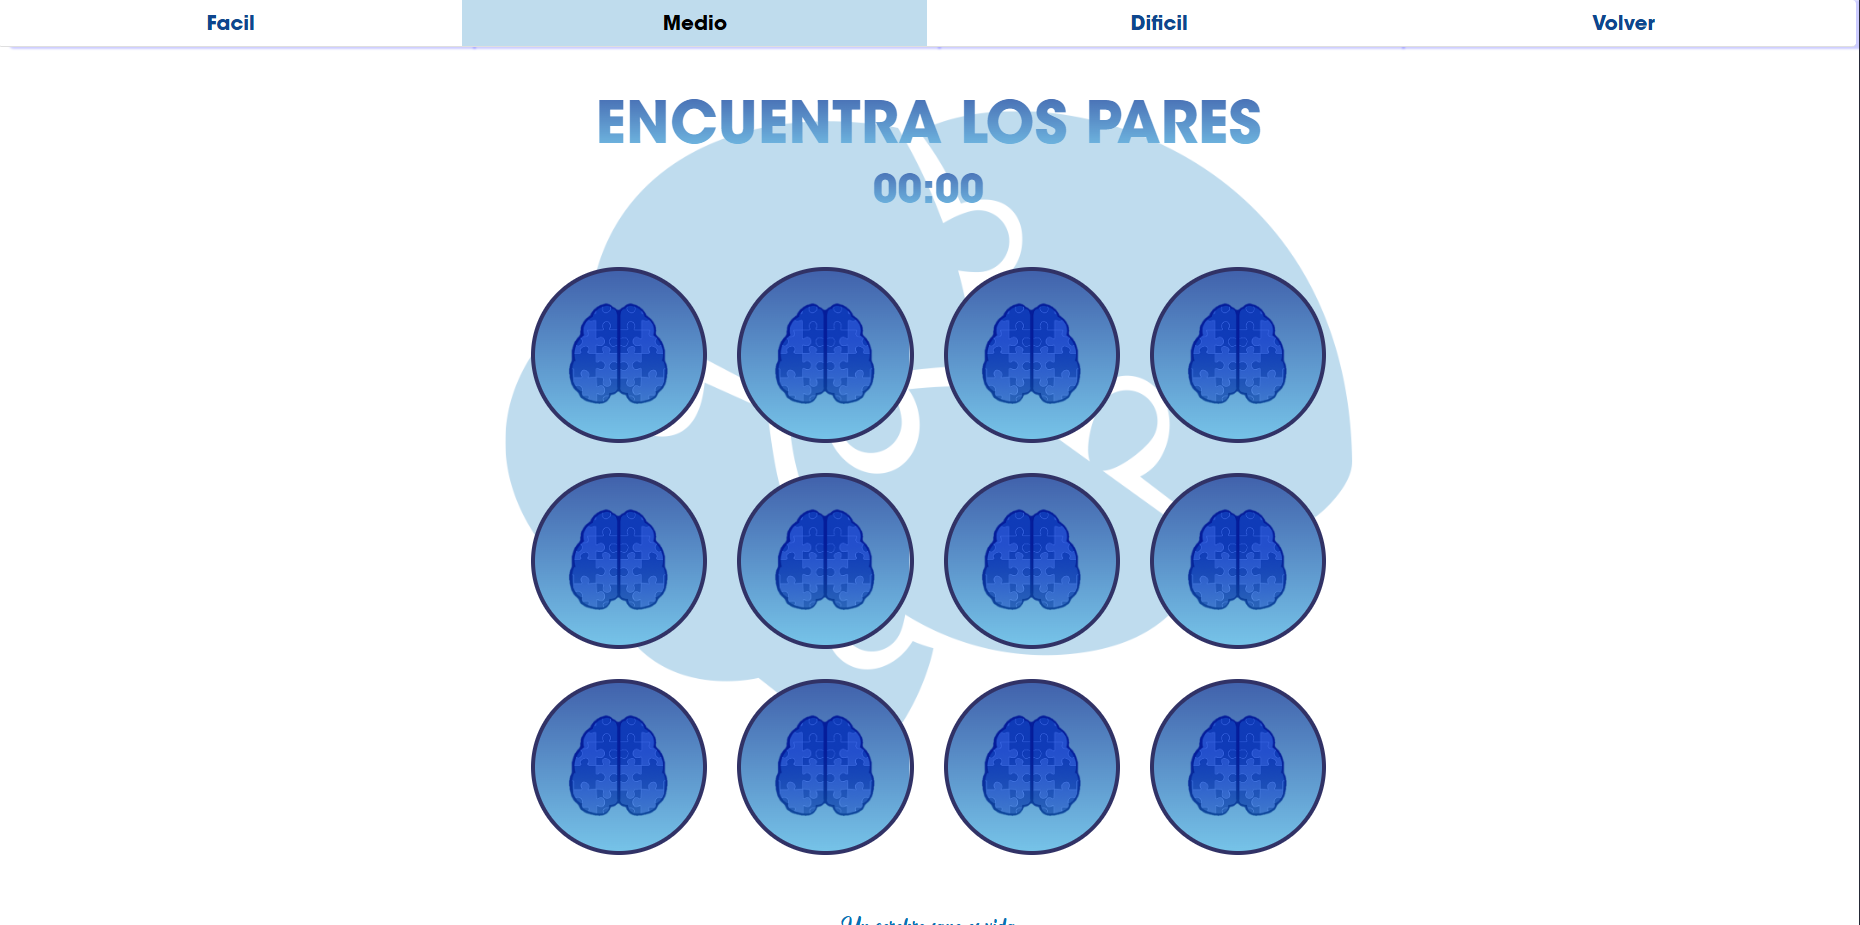 Facil
Medio
Dificil
Volver
ENCUENTRA LOS PARES
00:00